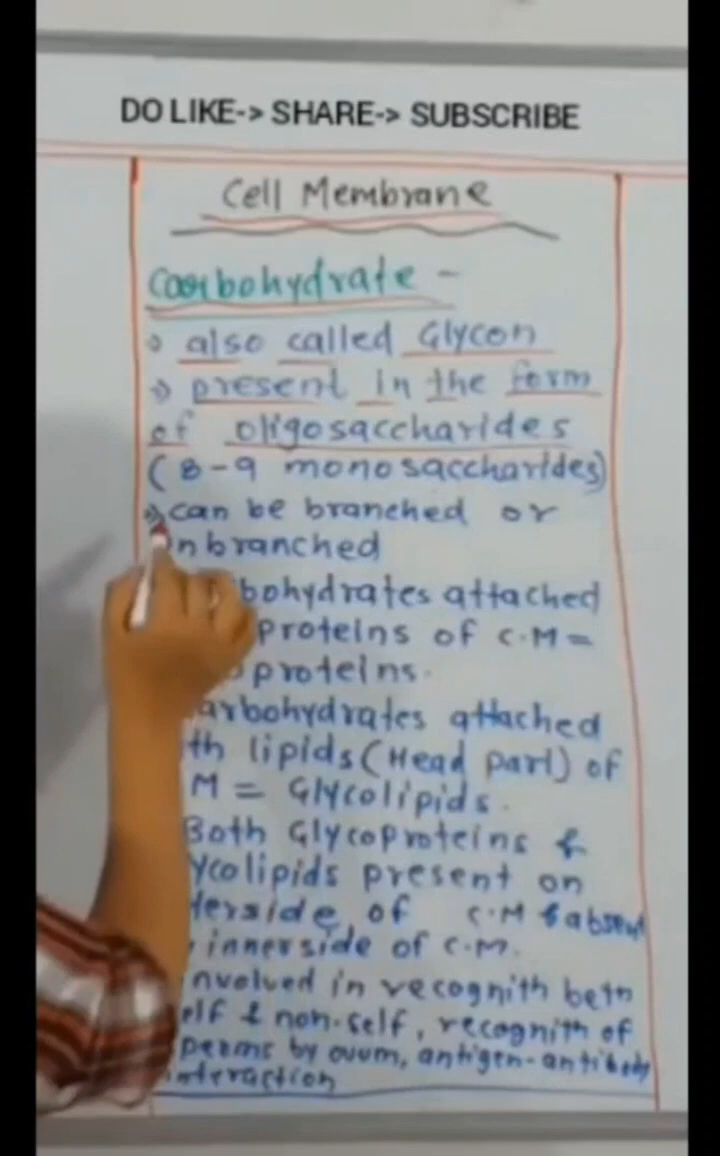 DO LIKE-> SHARE-> SUBSCRIBE
Cell Membrane
Carbohydrate -
also called Glycon
present in the form
of oligosaccharides
(8-9 monosaccharides)
can be branched or
nbranched
bohydrates attached
proteins of C.M =
proteins.
arbohydrates attached
th lipids (Head part) of
M = Glycolipids.
Both Glycoproteins &
ycolipids present on
terside of C.M & absent
innerside of C.M.
nvolved in recognith betn
elf & non-self, recognith of
perms by ovum, antigen-antibody
interaction